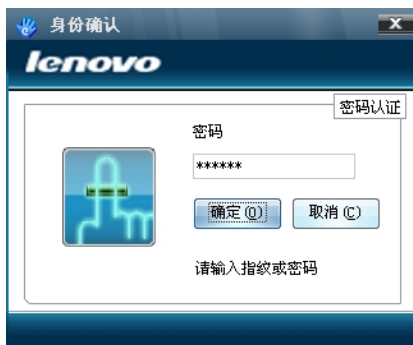 身份确认
lenovo
密码认证
密码
******
确定(O) 取消(C)
请输入指纹或密码